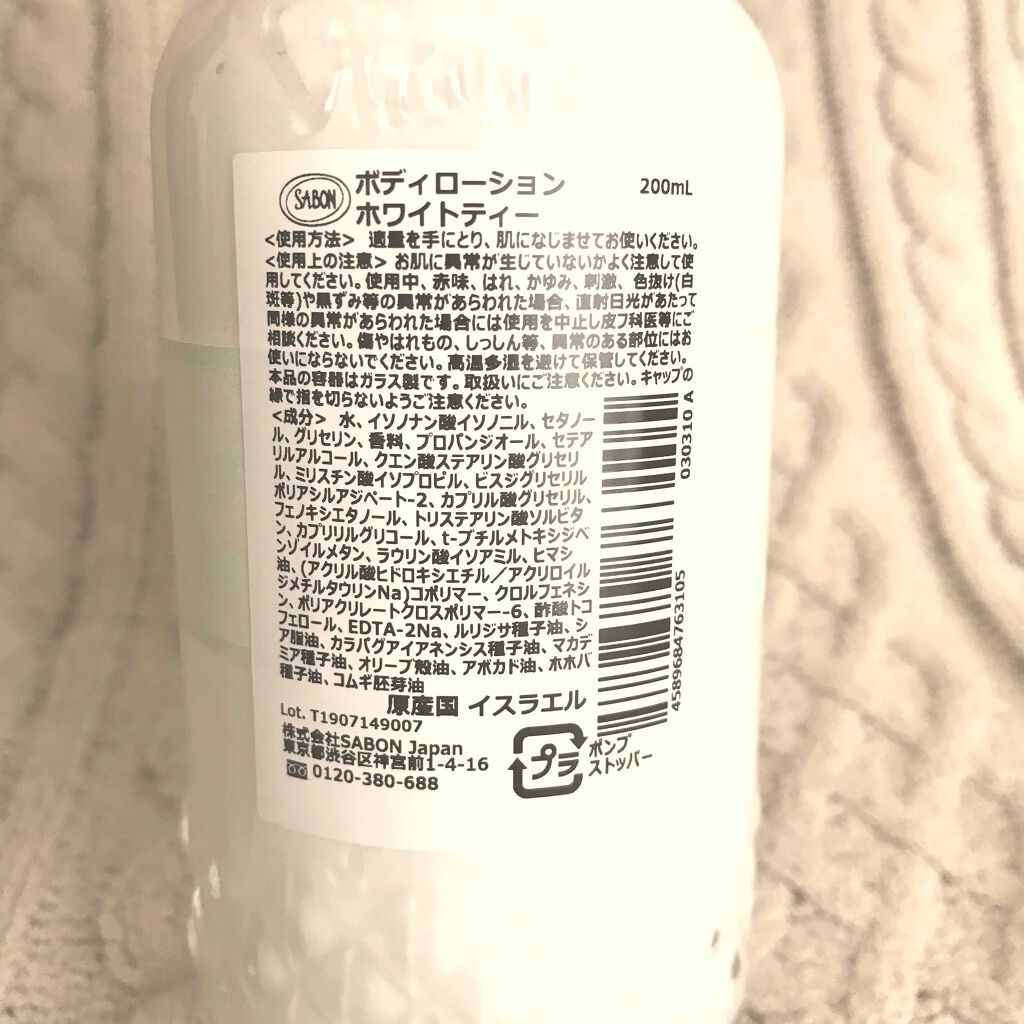 SABON
ボディローション 200mL
ホワイトティー
<使用方法> 適量を手にとり、肌になじませてお使いください。
<使用上の注意> お肌に異常が生じていないかよく注意して使
用してください。使用中、赤味、はれ、かゆみ、刺激、色抜け(白
斑等)や黒ずみ等の異常があらわれた場合、直射日光があたって
同様の異常があらわれた場合には使用を中止し皮フ科医等にご
相談ください。傷やはれもの、しっしん等、異常のある部位にはお
使いにならないでください。高温多湿を避けて保管してください。
本品の容器はガラス製です。取扱いにご注意ください。キャップの
縁で指を切らないようご注意ください。
<成分> 水、イソノナン酸イソノニル、セタノー
ル、グリセリン、香料、プロパンジオール、セテア
リルアルコール、クエン酸ステアリン酸グリセリ
ル、ミリスチン酸イソプロピル、ビスジグリセリル
ポリアシルアジペート-2、カプリル酸グリセリル、
フェノキシエタノール、トリステアリン酸ソルビタ
ン、カプリリルグリコール、t-ブチルメトキシジベ
ンゾイルメタン、ラウリン酸イソアミル、ヒマシ
油、(アクリル酸ヒドロキシエチル/アクリロイル
ジメチルタウリンNa)コポリマー、クロルフェネシ
ン、ポリアクリレートクロスポリマー-6、酢酸トコ
フェロール、EDTA-2Na、ルリジサ種子油、シ
ア脂油、カラパグアイアネンシス種子油、マカデ
ミア種子油、オリーブ殻油、アボカド油、ホホバ
種子油、コムギ胚芽油
原産国 イスラエル
Lot. T1907149007
株式会社SABON Japan
東京都渋谷区神宮前1-4-16
0120-380-688
プラ
ポンプ
ストッパー
030310 A
4589684763105